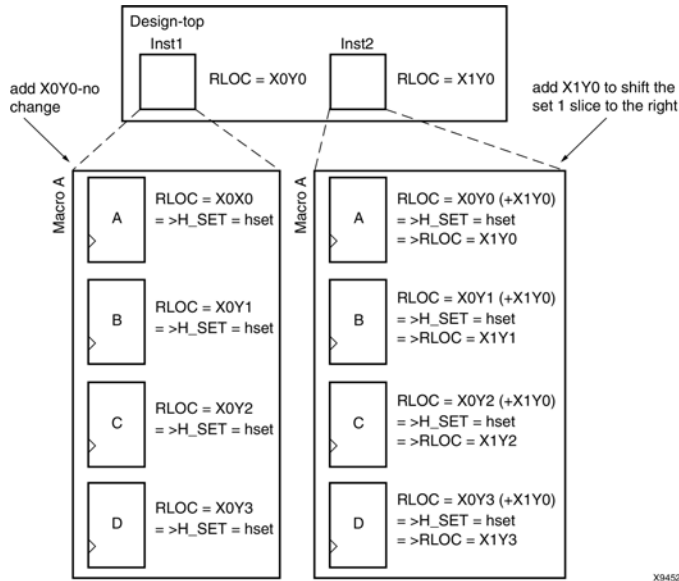 Design-top
Inst1
Inst2
RLOC = X0Y0
RLOC = X1Y0
add X0Y0-no
change
add X1Y0 to shift the
set 1 slice to the right
Macro A
A
RLOC = X0X0
= >H_SET = hset
B
RLOC = X0Y1
= >H_SET = hset
C
RLOC = X0Y2
= >H_SET = hset
D
RLOC = X0Y3
= >H_SET = hset
Macro A
A
RLOC = X0Y0 (+X1Y0)
= >H_SET = hset
=>RLOC = X1Y0
B
RLOC = X0Y1 (+X1Y0)
= >H_SET = hset
=>RLOC = X1Y1
C
RLOC = X0Y2 (+X1Y0)
= >H_SET = hset
=>RLOC = X1Y2
D
RLOC = X0Y3 (+X1Y0)
= >H_SET = hset
=>RLOC = X1Y3
X9452